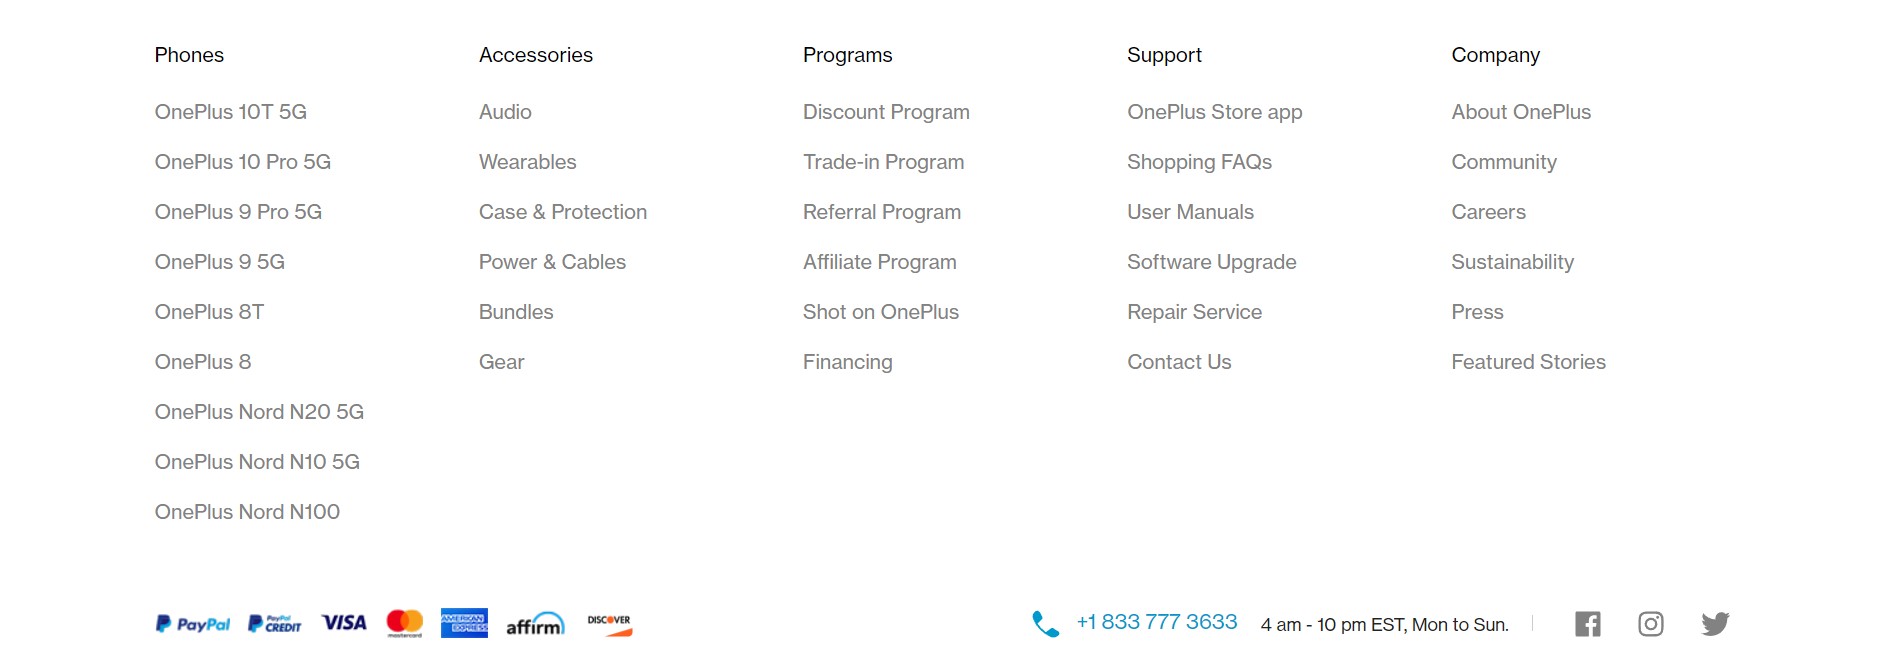 Phones
OnePlus 10T 5G
OnePlus 10 Pro 5G
OnePlus 9 Pro 5G
OnePlus 9 5G
OnePlus 8T
OnePlus 8
OnePlus Nord N20 5G
OnePlus Nord N10 5G
OnePlus Nord N100
Accessories
Audio
Wearables
Case & Protection
Power & Cables
Bundles
Gear
Programs
Discount Program
Trade-in Program
Referral Program
Affiliate Program
Shot on OnePlus
Financing
Support
OnePlus Store app
Shopping FAQs
User Manuals
Software Upgrade
Repair Service
Contact Us
Company
About OnePlus
Community
Careers
Sustainability
Press
Featured Stories
PayPal
PayPal
CREDIT
VISA
mastercard
AMERICAN
EXPRESS
affirm
DISCOVER
+1 833 777 3633
4 am - 10 pm EST, Mon to Sun.